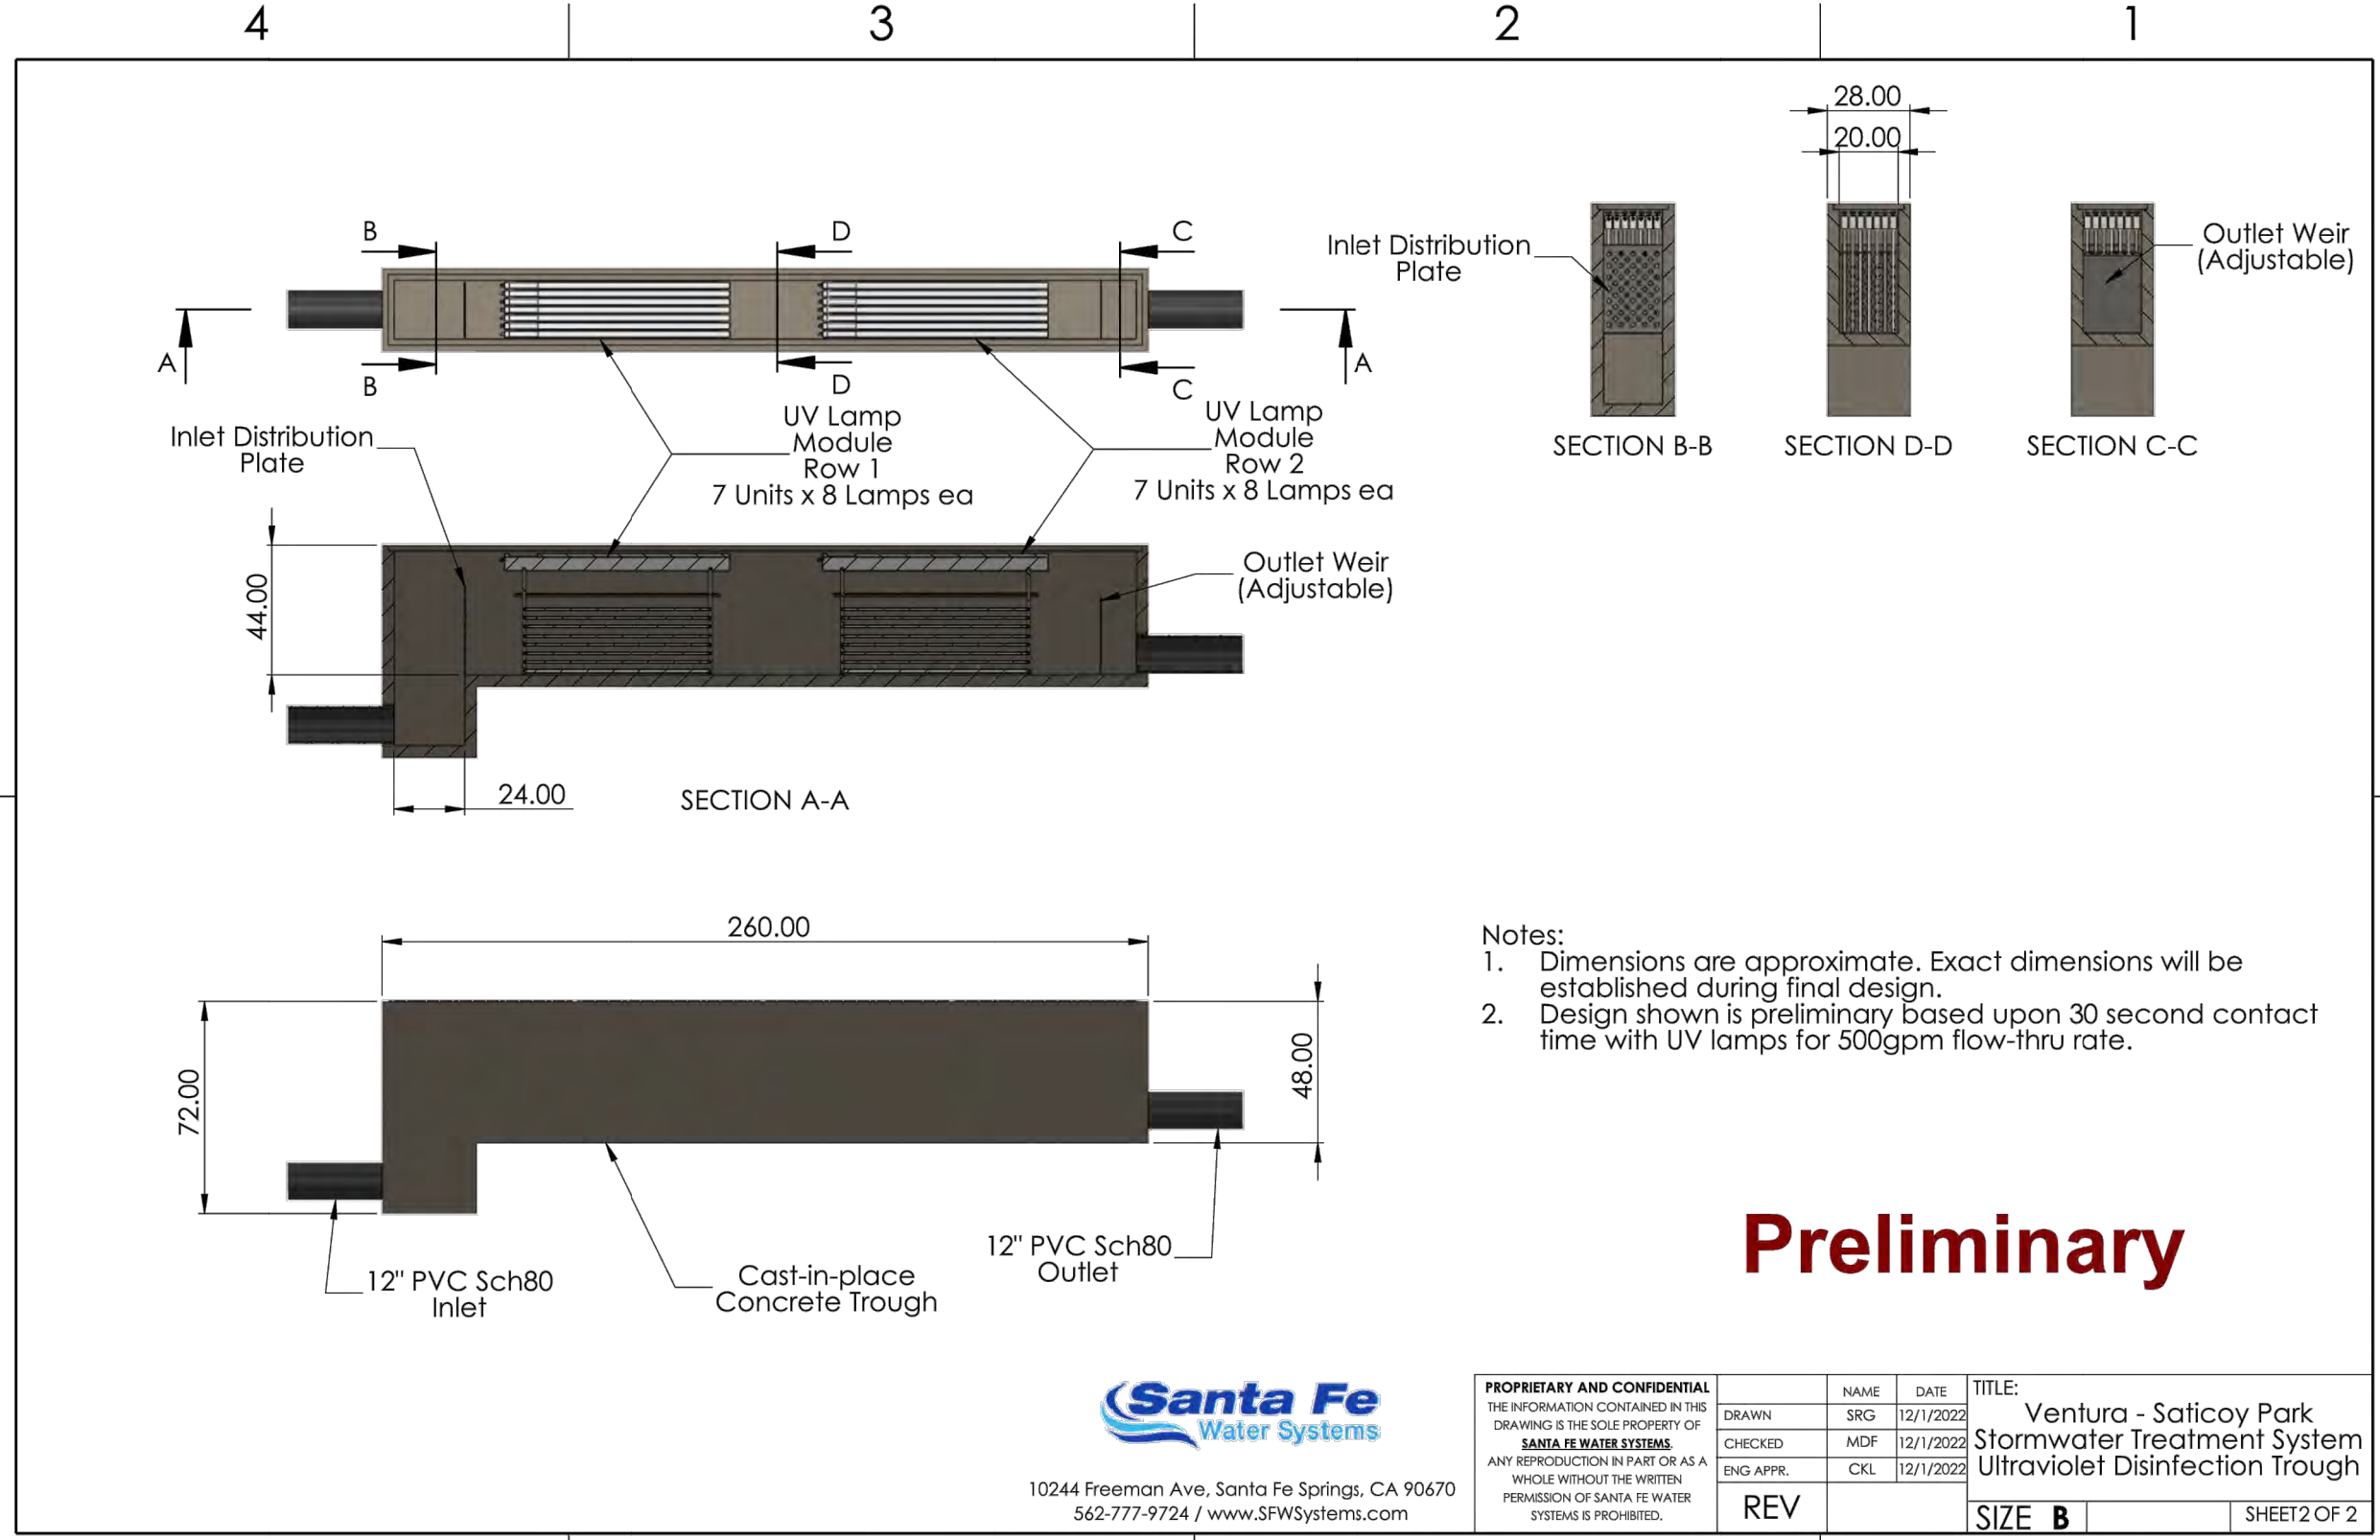 4
3
2
1
28.00
20.00
B
D
C
Inlet Distribution
Plate
Outlet Weir
(Adjustable)
A
A
B
D
C
SECTION B-B
SECTION D-D
SECTION C-C
Inlet Distribution
Plate
UV Lamp
Module
Row 1
7 Units x 8 Lamps ea
UV Lamp
Module
Row 2
7 Units x 8 Lamps ea
44.00
Outlet Weir
(Adjustable)
24.00
SECTION A-A
260.00
72.00
48.00
12" PVC Sch80
Inlet
Cast-in-place
Concrete Trough
12" PVC Sch80
Outlet
Notes:
1. Dimensions are approximate. Exact dimensions will be
established during final design.
2. Design shown is preliminary based upon 30 second contact
time with UV lamps for 500gpm flow-thru rate.
Preliminary
Santa Fe
Water Systems
10244 Freeman Ave, Santa Fe Springs, CA 90670
562-777-9724 / www.SFWSystems.com
PROPRIETARY AND CONFIDENTIAL
THE INFORMATION CONTAINED IN THIS
DRAWING IS THE SOLE PROPERTY OF
SANTA FE WATER SYSTEMS.
ANY REPRODUCTION IN PART OR AS A
WHOLE WITHOUT THE WRITTEN
PERMISSION OF SANTA FE WATER
SYSTEMS IS PROHIBITED.
NAME DATE
DRAWN SRG 12/1/2022
CHECKED MDF 12/1/2022
ENG APPR. CKL 12/1/2022
REV
TITLE:
Ventura - Saticoy Park
Stormwater Treatment System
Ultraviolet Disinfection Trough
SIZE B
SHEET2 OF 2